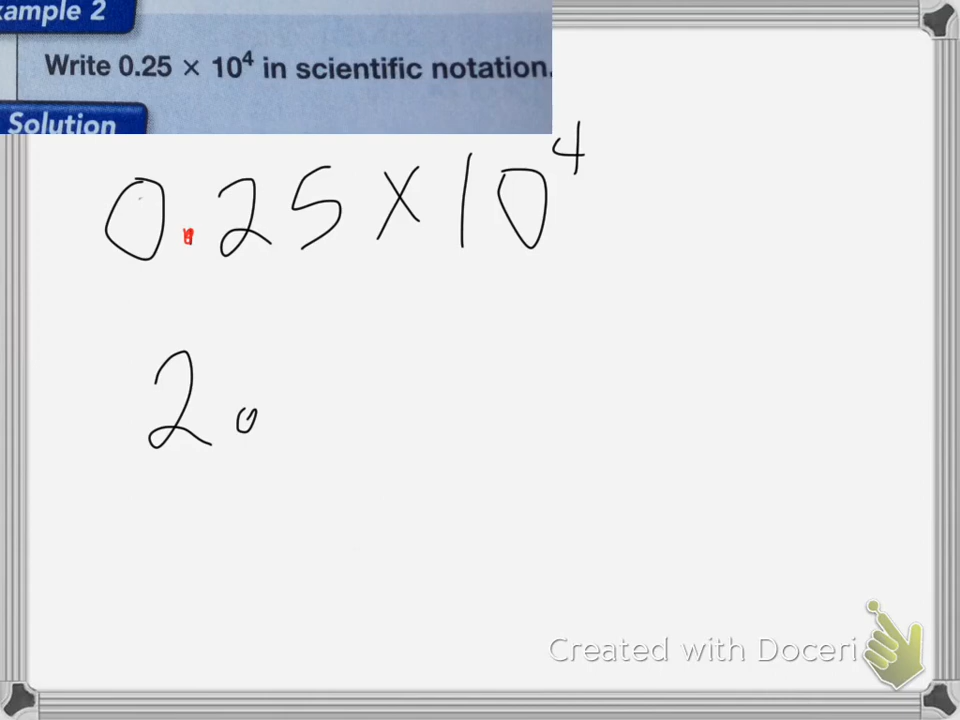 xample 2
Write 0.25 × 10⁴ in scientific notation.
Solution
0.25 × 10⁴
2.
Created with Doceri